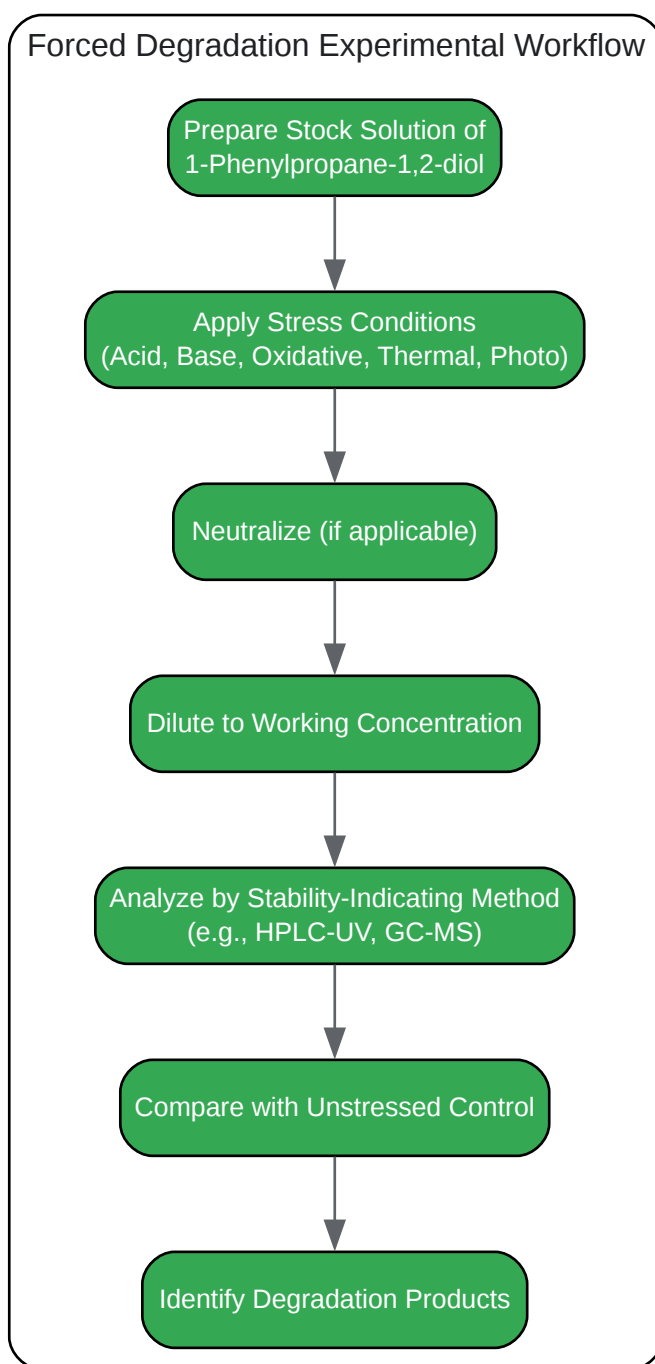 Forced Degradation Experimental Workflow
Prepare Stock Solution of
1-Phenylpropane-1,2-diol
Apply Stress Conditions
(Acid, Base, Oxidative, Thermal, Photo)
Neutralize (if applicable)
Dilute to Working Concentration
Analyze by Stability-Indicating Method
(e.g., HPLC-UV, GC-MS)
Compare with Unstressed Control
Identify Degradation Products